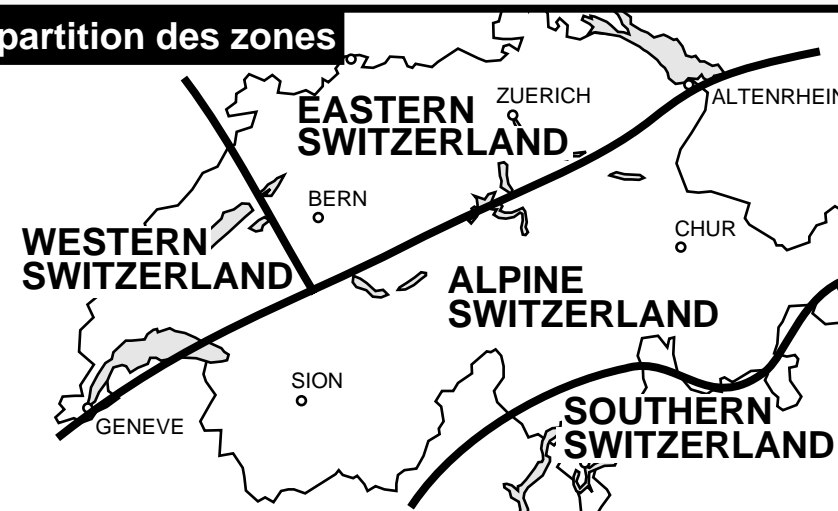 partition des zones
EASTERN
SWITZERLAND
ZUERICH
ALTENRHEIN
BERN
WESTERN
SWITZERLAND
CHUR
ALPINE
SWITZERLAND
SION
GENEVE
SOUTHERN
SWITZERLAND